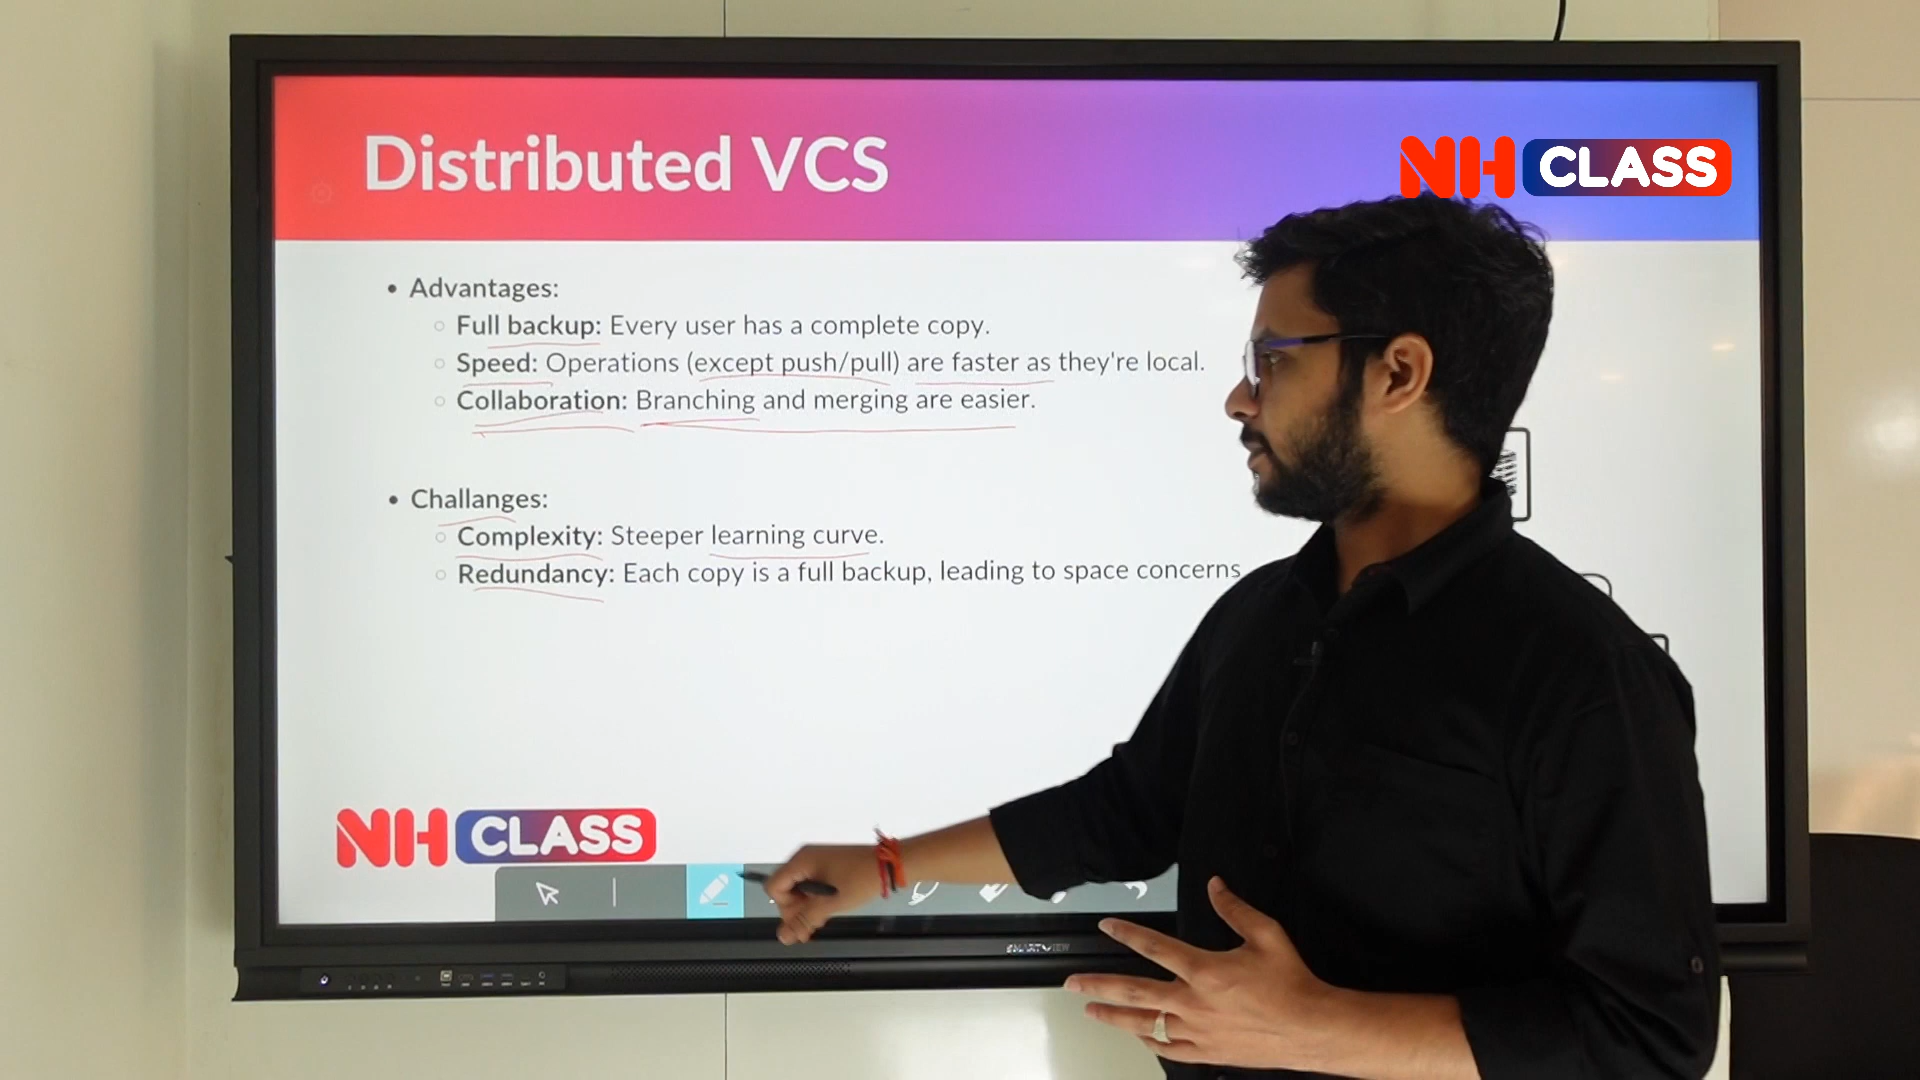 Distributed VCS
NH CLASS
• Advantages:
○ Full backup: Every user has a complete copy.
○ Speed: Operations (except push/pull) are faster as they're local.
○ Collaboration: Branching and merging are easier.
• Challanges:
○ Complexity: Steeper learning curve.
○ Redundancy: Each copy is a full backup, leading to space concerns
NH CLASS
SMART VIEW